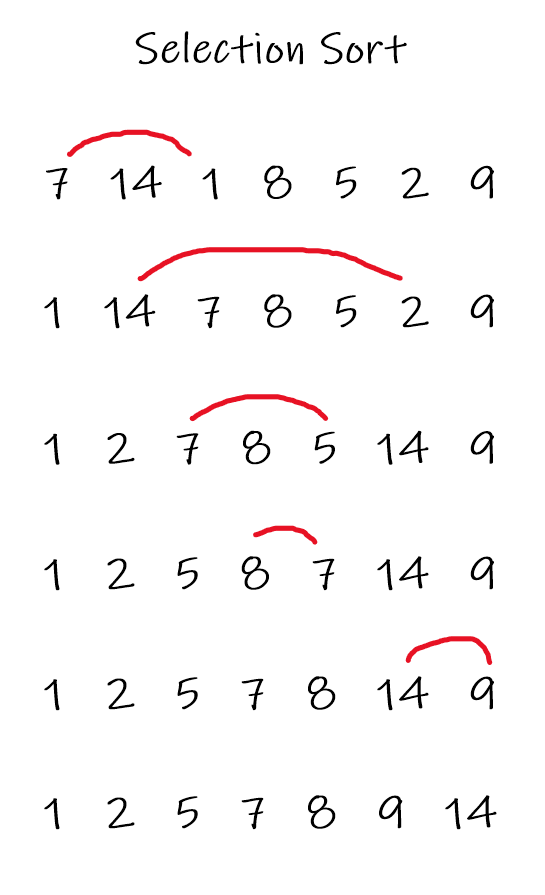 Selection Sort
7 14 1 8 5 2 9
1 14 7 8 5 2 9
1 2 7 8 5 14 9
1 2 5 8 7 14 9
1 2 5 7 8 14 9
1 2 5 7 8 9 14